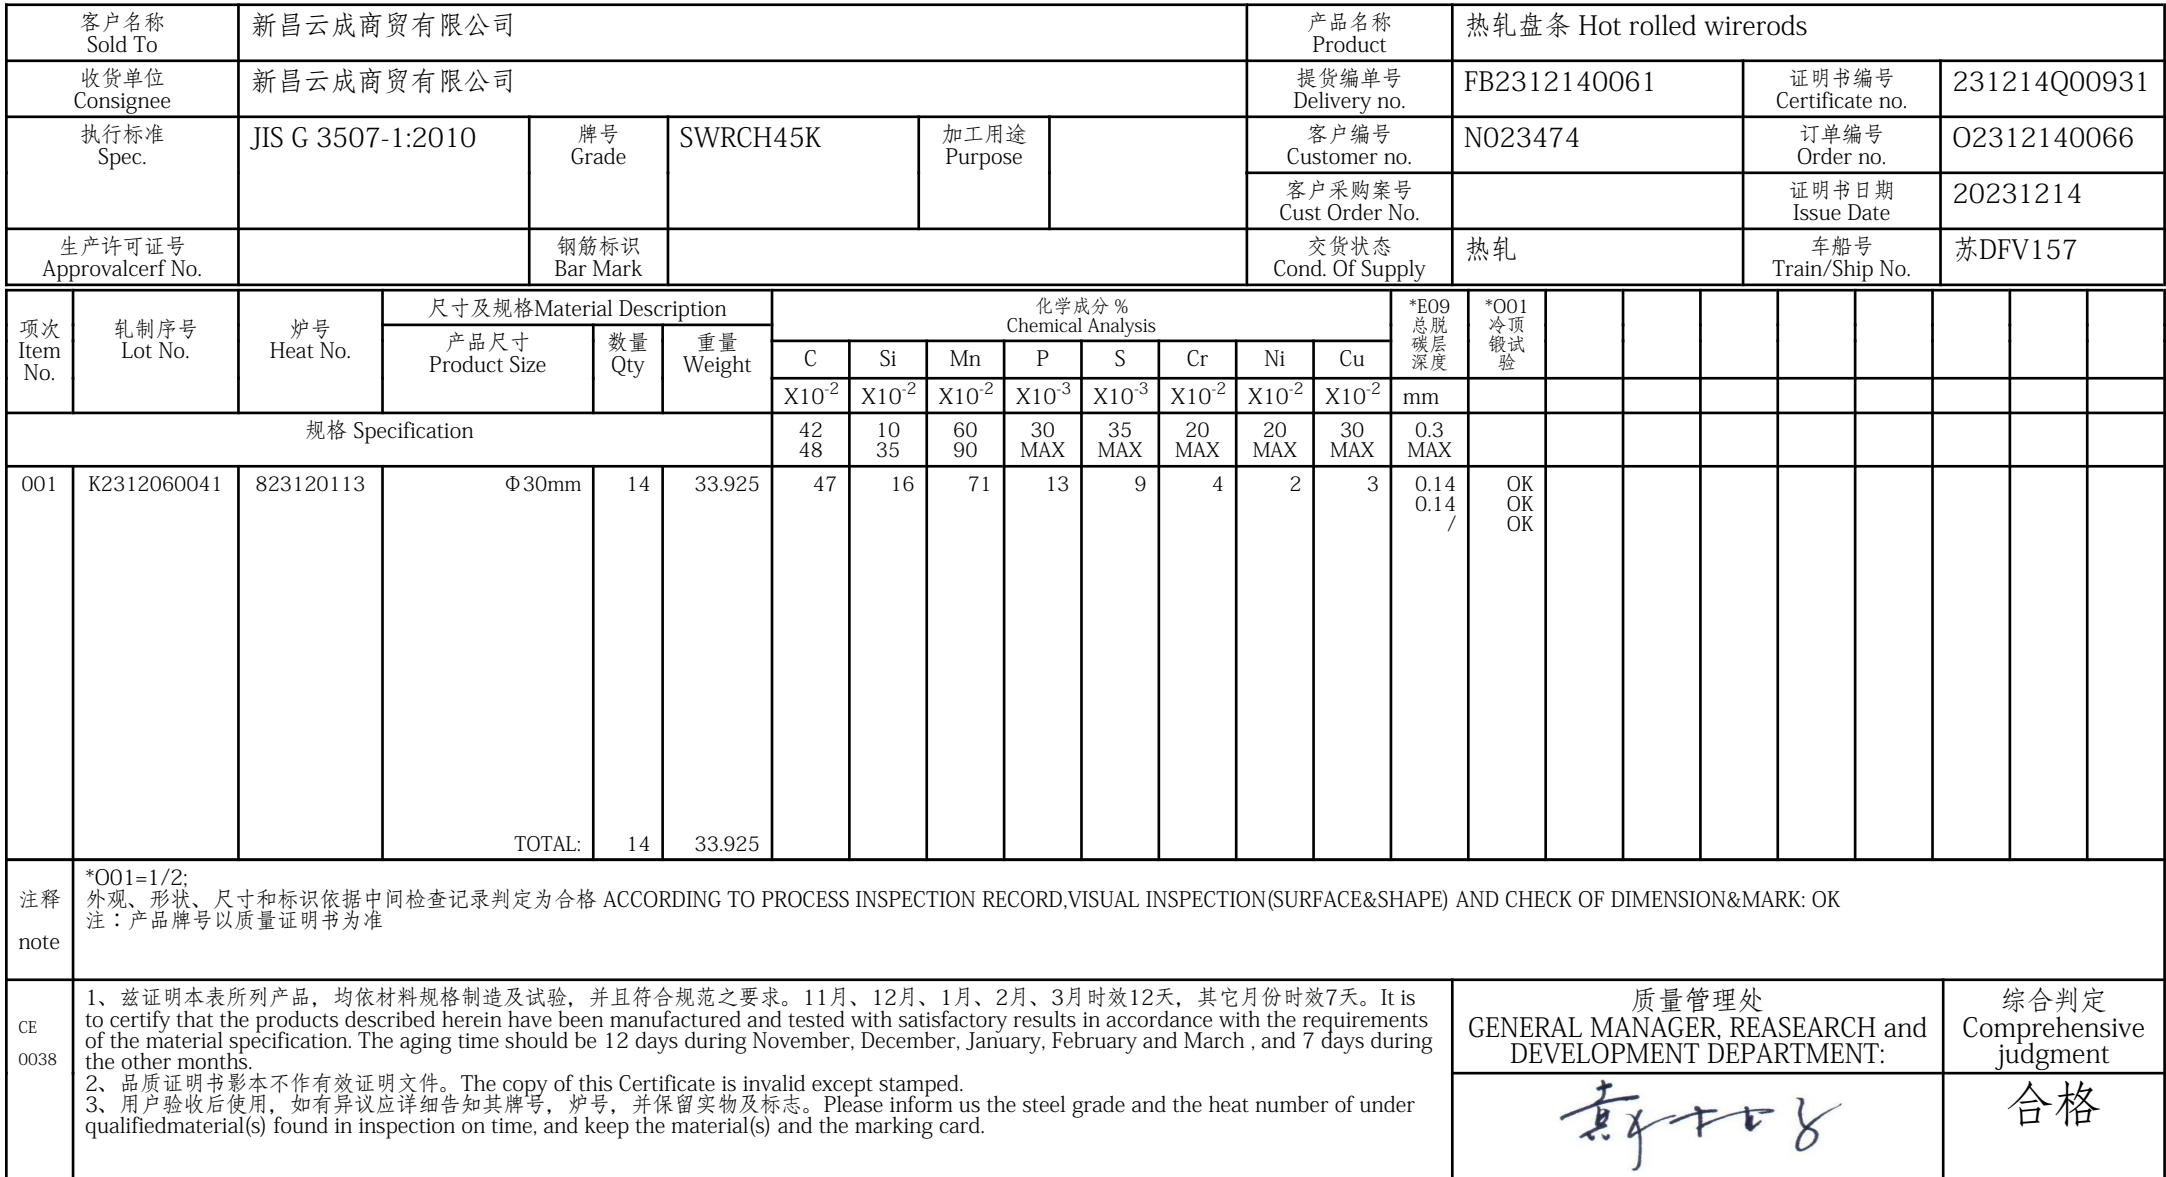 客户名称
Sold To
新昌云成商贸有限公司
产品名称
Product
热轧盘条 Hot rolled wirerods
收货单位
Consignee
新昌云成商贸有限公司
提货编单号
Delivery no.
FB2312140061
证明书编号
Certificate no.
231214Q00931
执行标准
Spec.
JIS G 3507-1:2010
牌号
Grade
SWRCH45K
加工用途
Purpose
客户编号
Customer no.
N023474
订单编号
Order no.
O2312140066
客户采购案号
Cust Order No.
证明书日期
Issue Date
20231214
生产许可证号
Approvalcerf No.
钢筋标识
Bar Mark
交货状态
Cond. Of Supply
热轧
车船号
Train/Ship No.
苏DFV157
项次
Item
No.
轧制序号
Lot No.
炉号
Heat No.
尺寸及规格Material Description
产品尺寸
Product Size
数量
Qty
重量
Weight
化学成分 %
Chemical Analysis
C Si Mn P S Cr Ni Cu
X10-2 X10-2 X10-2 X10-3 X10-3 X10-2 X10-2 X10-2 mm
*E09
总脱
碳层
深度
*O01
冷顶
锻试
验
规格 Specification
42 10 60 30 35 20 20 30 0.3
48 35 90 MAX MAX MAX MAX MAX MAX
001 K2312060041 823120113 Φ30mm 14 33.925 47 16 71 13 9 4 2 3 0.14 OK
0.14 OK
/ OK
TOTAL: 14 33.925
注释
note
*O01=1/2;
外观、形状、尺寸和标识依据中间检查记录判定为合格 ACCORDING TO PROCESS INSPECTION RECORD,VISUAL INSPECTION(SURFACE&SHAPE) AND CHECK OF DIMENSION&MARK: OK
注：产品牌号以质量证明书为准
CE
0038
1、兹证明本表所列产品，均依材料规格制造及试验，并且符合规范之要求。11月、12月、1月、2月、3月时效12天，其它月份时效7天。It is
to certify that the products described herein have been manufactured and tested with satisfactory results in accordance with the requirements
of the material specification. The aging time should be 12 days during November, December, January, February and March , and 7 days during
the other months.
2、品质证明书影本不作有效证明文件。The copy of this Certificate is invalid except stamped.
3、用户验收后使用，如有异议应详细告知其牌号，炉号，并保留实物及标志。Please inform us the steel grade and the heat number of under
qualifiedmaterial(s) found in inspection on time, and keep the material(s) and the marking card.
质量管理处
GENERAL MANAGER, REASEARCH and
DEVELOPMENT DEPARTMENT:
综合判定
Comprehensive
judgment
合格